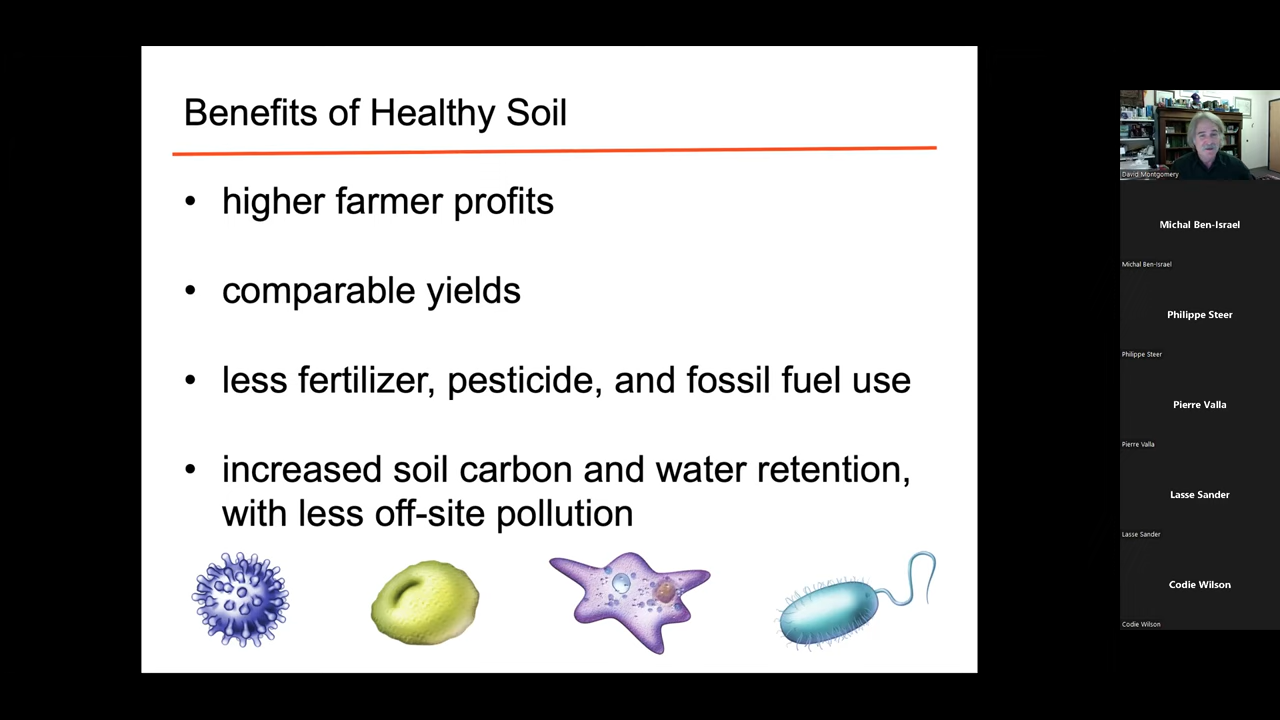 Benefits of Healthy Soil
• higher farmer profits
• comparable yields
• less fertilizer, pesticide, and fossil fuel use
• increased soil carbon and water retention,
with less off-site pollution
David Montgomery
Michal Ben-Israel
Michal Ben-Israel
Philippe Steer
Philippe Steer
Pierre Valla
Pierre Valla
Lasse Sander
Lasse Sander
Codie Wilson
Codie Wilson